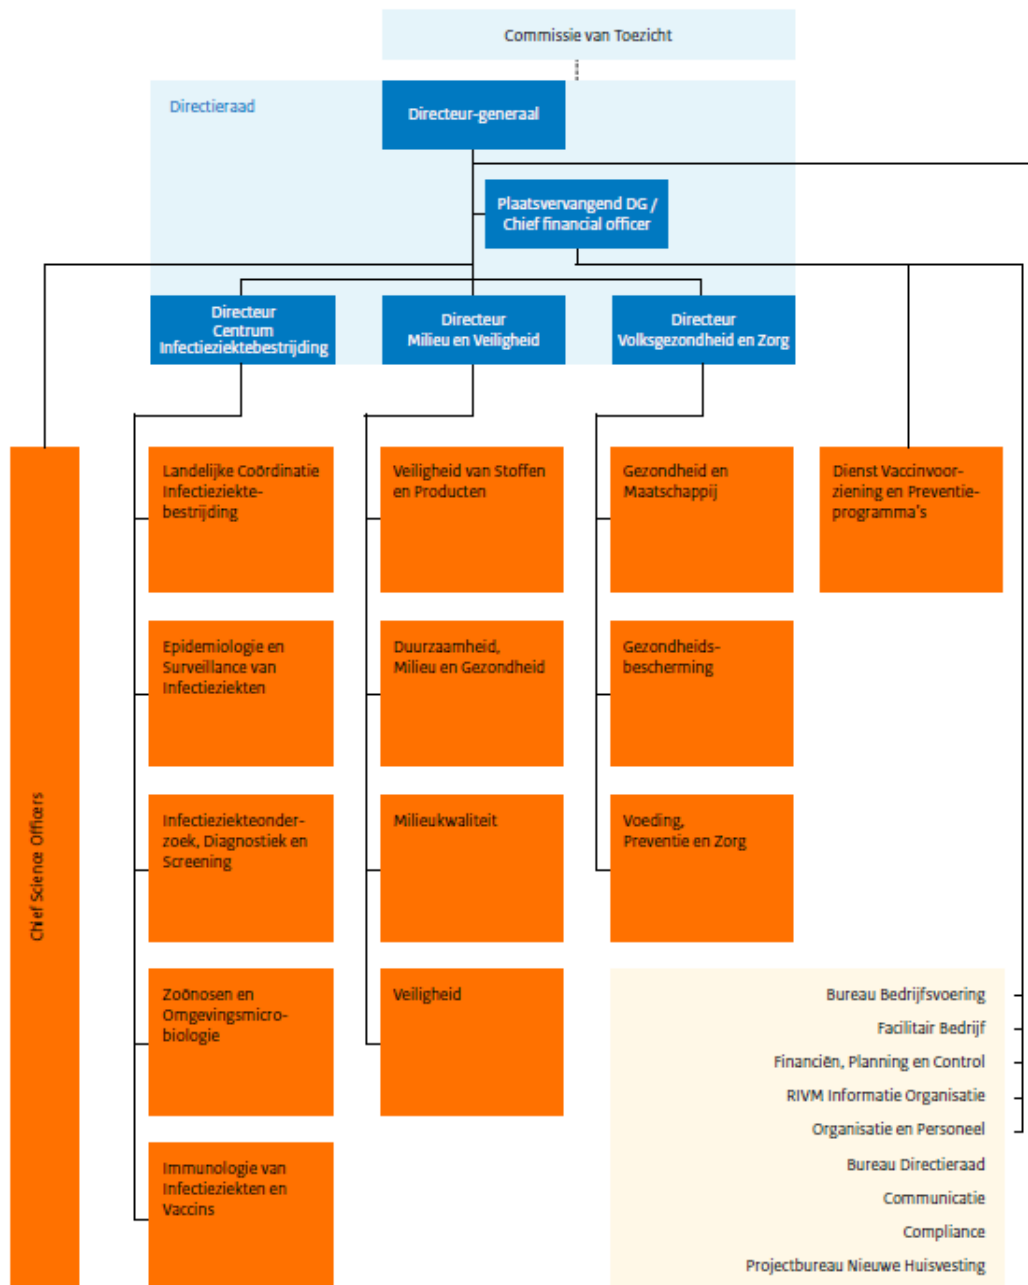 Commissie van Toezicht
Directieraad
Directeur-generaal
Plaatsvervangend DG /
Chief financial officer
Directeur
Centrum
Infectieziektebestrijding
Directeur
Milieu en Veiligheid
Directeur
Volksgezondheid en Zorg
Chief Science Officers
Landelijke Coördinatie
Infectieziekte-
bestrijding
Epidemiologie en
Surveillance van
Infectieziekten
Infectieziekteonder-
zoek, Diagnostiek en
Screening
Zoönosen en
Omgevingsmicro-
biologie
Immunologie van
Infectieziekten en
Vaccins
Veiligheid van Stoffen
en Producten
Duurzaamheid,
Milieu en Gezondheid
Milieukwaliteit
Veiligheid
Gezondheid en
Maatschappij
Gezondheids-
bescherming
Voeding,
Preventie en Zorg
Dienst Vaccinvoor-
ziening en Preventie-
programma's
Bureau Bedrijfsvoering
Facilitair Bedrijf
Financiën, Planning en Control
RIVM Informatie Organisatie
Organisatie en Personeel
Bureau Directieraad
Communicatie
Compliance
Projectbureau Nieuwe Huisvesting